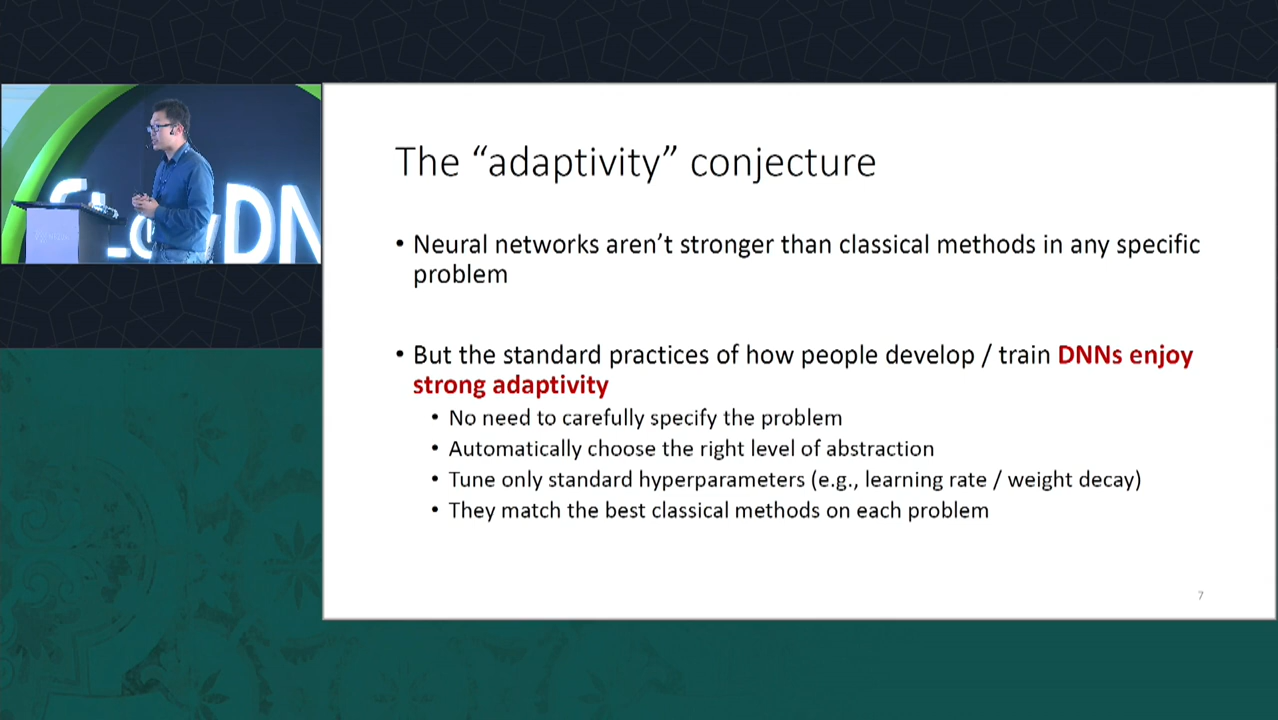 The “adaptivity” conjecture
• Neural networks aren’t stronger than classical methods in any specific
problem
• But the standard practices of how people develop / train DNNs enjoy
strong adaptivity
• No need to carefully specify the problem
• Automatically choose the right level of abstraction
• Tune only standard hyperparameters (e.g., learning rate / weight decay)
• They match the best classical methods on each problem
7